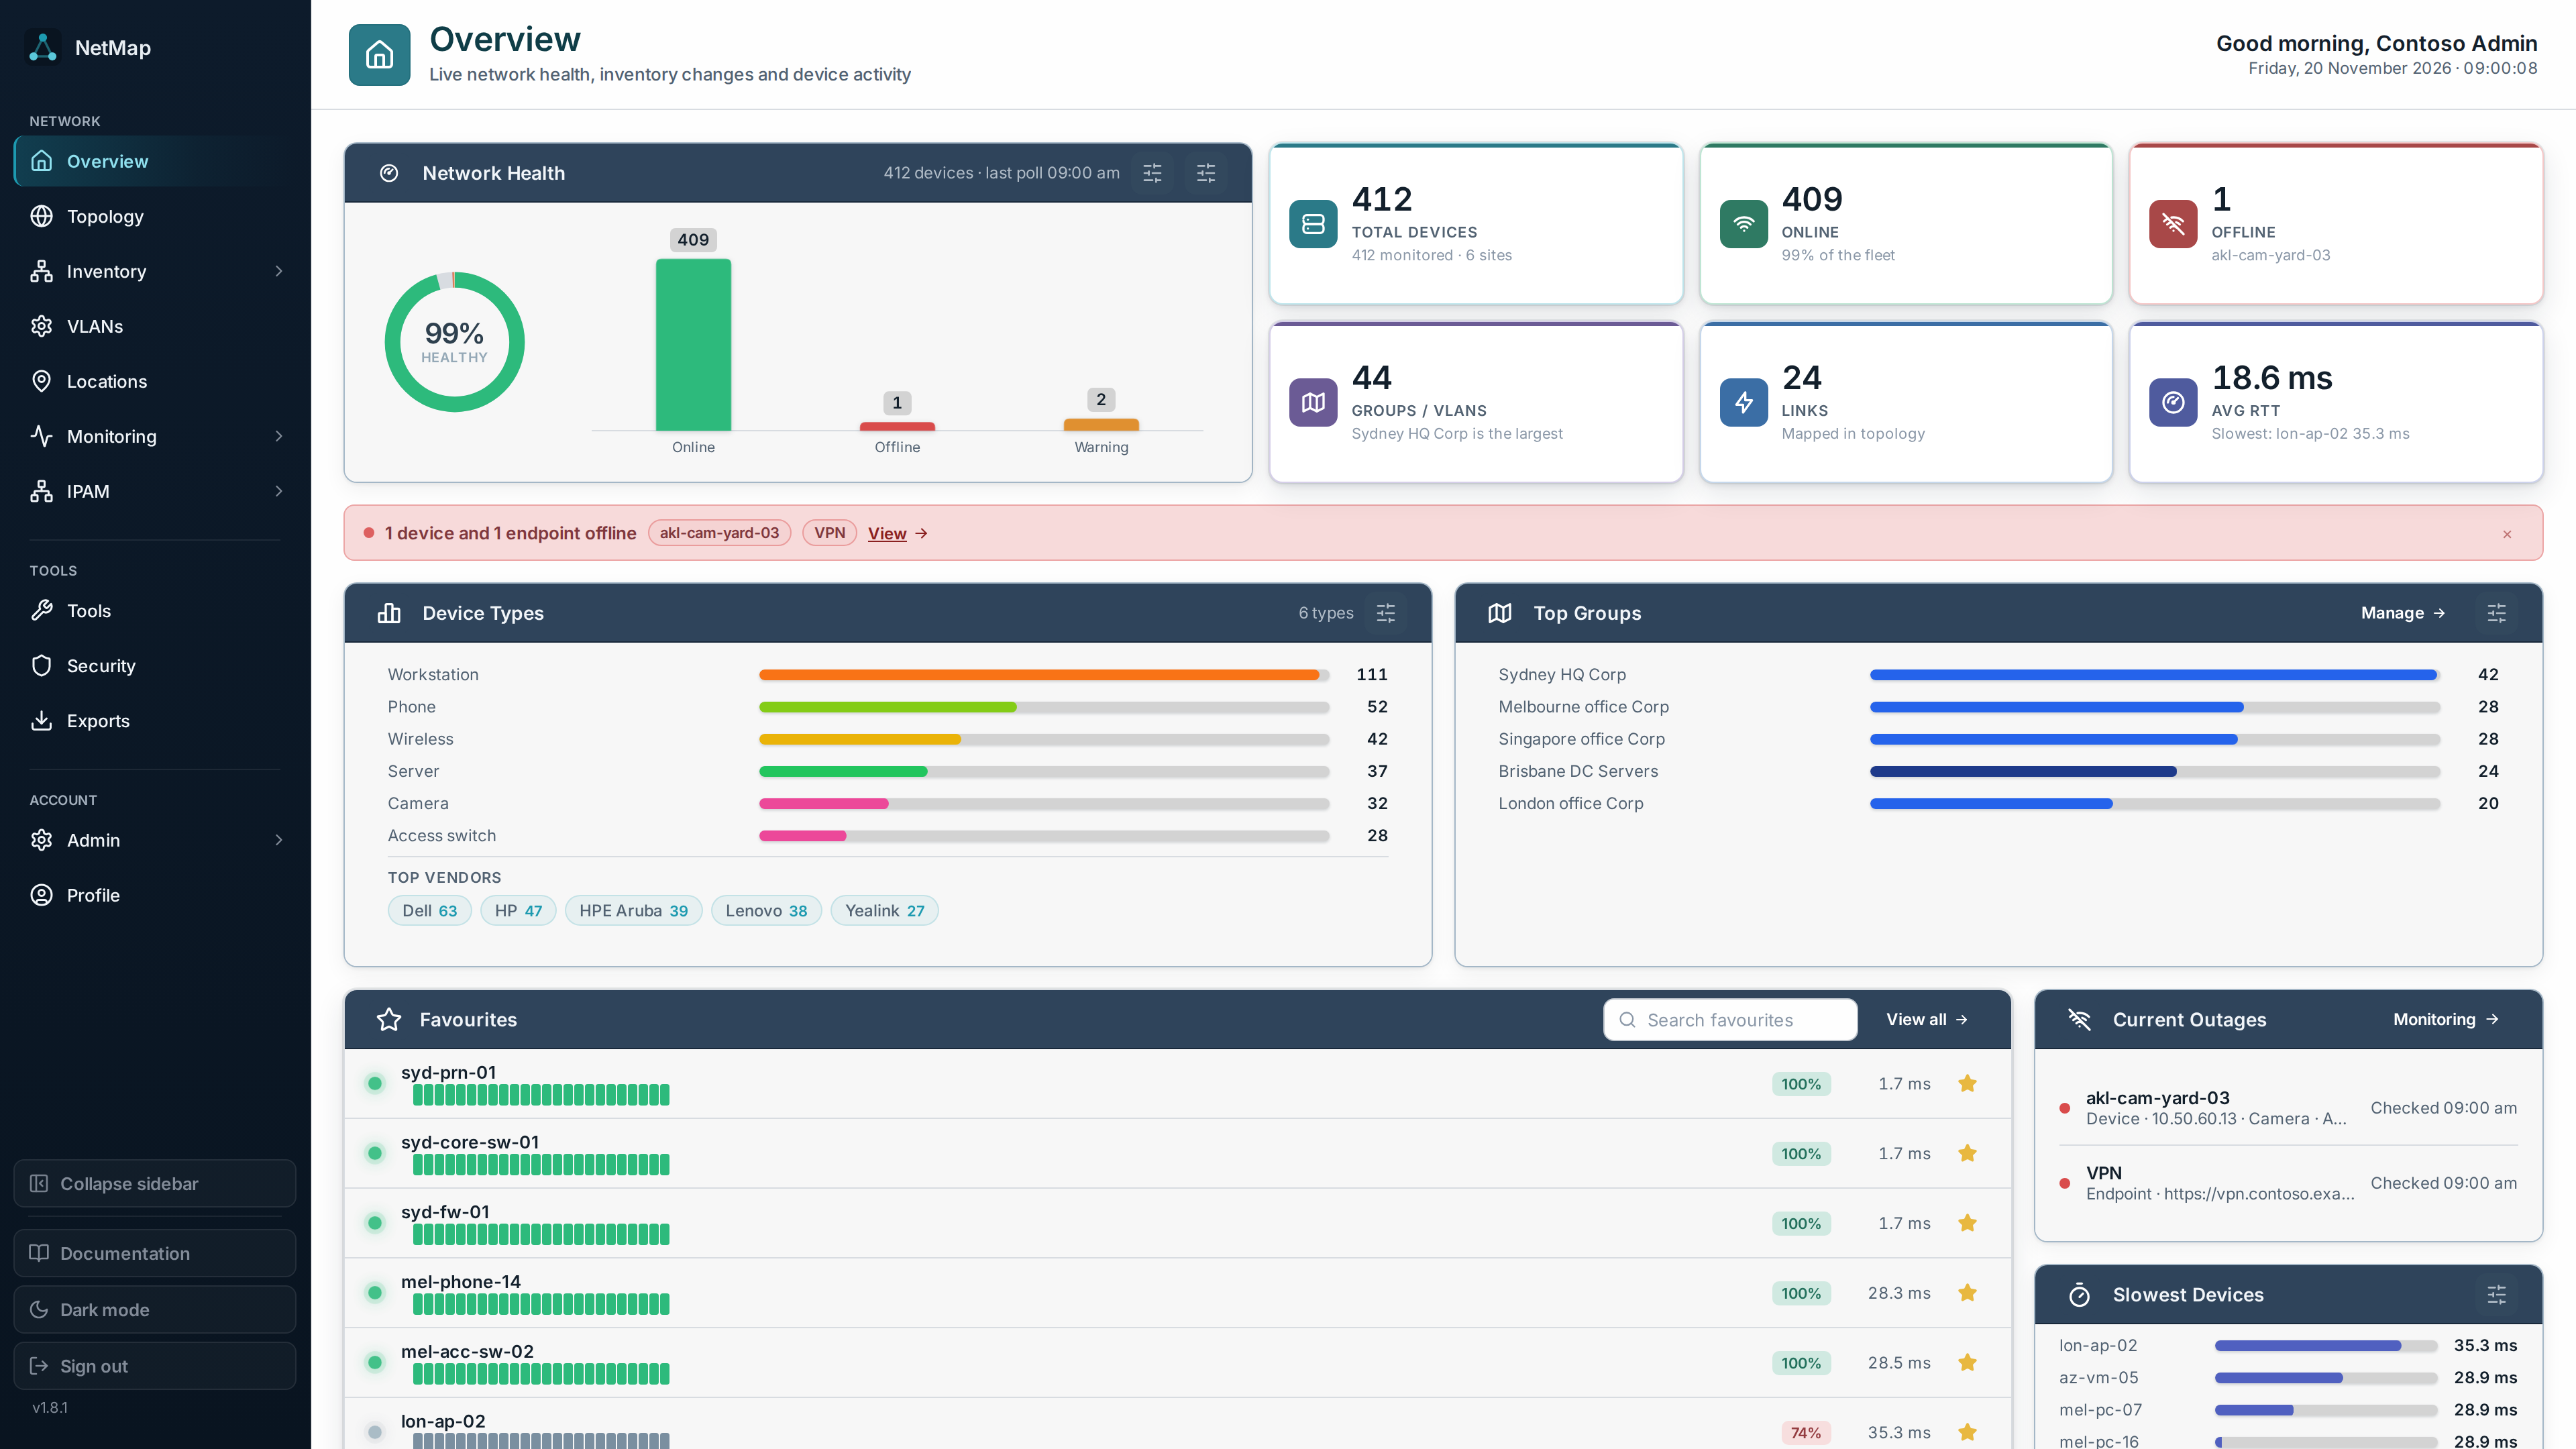 NetMap
NETWORK
Overview
Topology
Inventory
VLANs
Locations
Monitoring
IPAM
TOOLS
Tools
Security
Exports
ACCOUNT
Admin
Profile
Collapse sidebar
Documentation
Dark mode
Sign out
v1.8.1
Overview
Live network health, inventory changes and device activity
Good morning, Contoso Admin
Friday, 20 November 2026 · 09:00:08
Network Health
412 devices · last poll 09:00 am
99%
HEALTHY
409
1
2
Online
Offline
Warning
412
TOTAL DEVICES
412 monitored · 6 sites
409
ONLINE
99% of the fleet
1
OFFLINE
akl-cam-yard-03
44
GROUPS / VLANS
Sydney HQ Corp is the largest
24
LINKS
Mapped in topology
18.6 ms
AVG RTT
Slowest: lon-ap-02 35.3 ms
1 device and 1 endpoint offline akl-cam-yard-03 VPN View → ×
Device Types 6 types
Workstation 111
Phone 52
Wireless 42
Server 37
Camera 32
Access switch 28
TOP VENDORS
Dell 63 HP 47 HPE Aruba 39 Lenovo 38 Yealink 27
Top Groups Manage →
Sydney HQ Corp 42
Melbourne office Corp 28
Singapore office Corp 28
Brisbane DC Servers 24
London office Corp 20
Favourites Search favourites View all →
syd-prn-01 100% 1.7 ms
syd-core-sw-01 100% 1.7 ms
syd-fw-01 100% 1.7 ms
mel-phone-14 100% 28.3 ms
mel-acc-sw-02 100% 28.5 ms
lon-ap-02 74% 35.3 ms
Current Outages Monitoring →
akl-cam-yard-03
Device · 10.50.60.13 · Camera · A... Checked 09:00 am
VPN
Endpoint · https://vpn.contoso.exa... Checked 09:00 am
Slowest Devices
lon-ap-02 35.3 ms
az-vm-05 28.9 ms
mel-pc-07 28.9 ms
mel-pc-16 28.9 ms